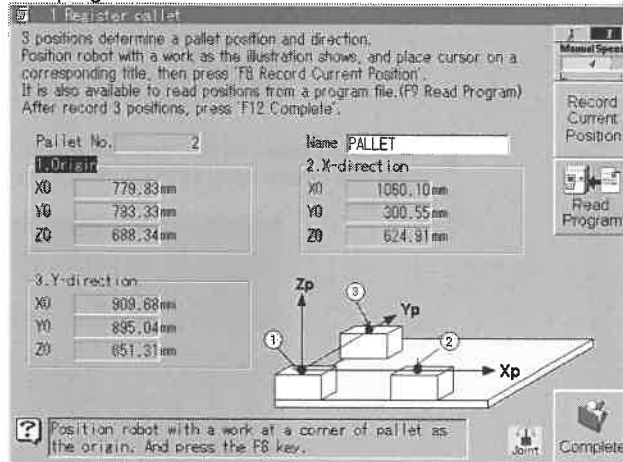 1 Register pallet
3 positions determine a pallet position and direction.
Position robot with a work as the illustration shows, and place cursor on a
corresponding title, then press 'F8 Record Current Position'.
It is also available to read positions from a program file.(F9 Read Program)
After record 3 positions, press 'F12 Complete'.
Manual Speed
4
Record
Current
Position
Read
Program
Pallet No. 2
Name PALLET
1.Origin
X0 779.83mm
Y0 793.33mm
Z0 688.34mm
2.X-direction
X0 1060.10mm
Y0 300.55mm
Z0 624.91mm
3.Y-direction
X0 909.68mm
Y0 895.04mm
Z0 651.31mm
Zp
3
Yp
1
2
Xp
Position robot with a work at a corner of pallet as
the origin. And press the F8 key.
Joint
Complete